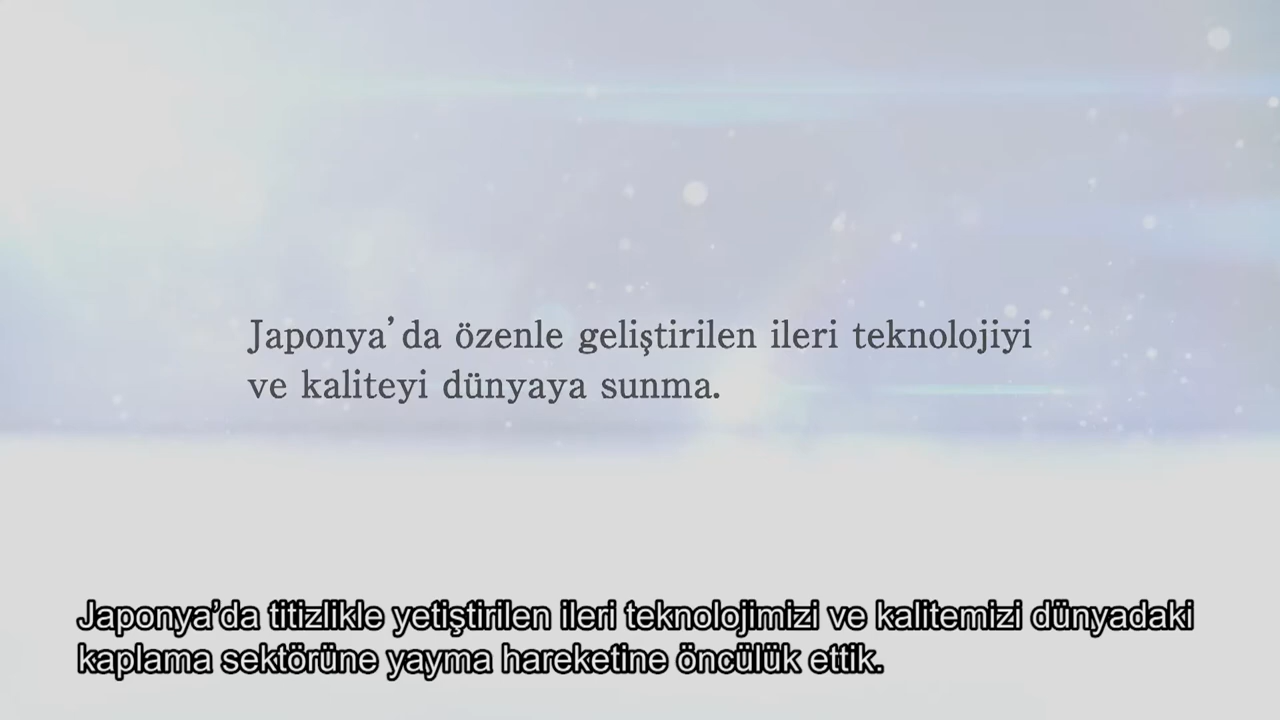 Japonya'da özenle geliştirilen ileri teknolojiyi
ve kaliteyi dünyaya sunma.
Japonya'da titizlikle yetiştirilen ileri teknolojimizi ve kalitemizi dünyadaki
kaplama sektörüne yayma hareketine öncülük ettik.